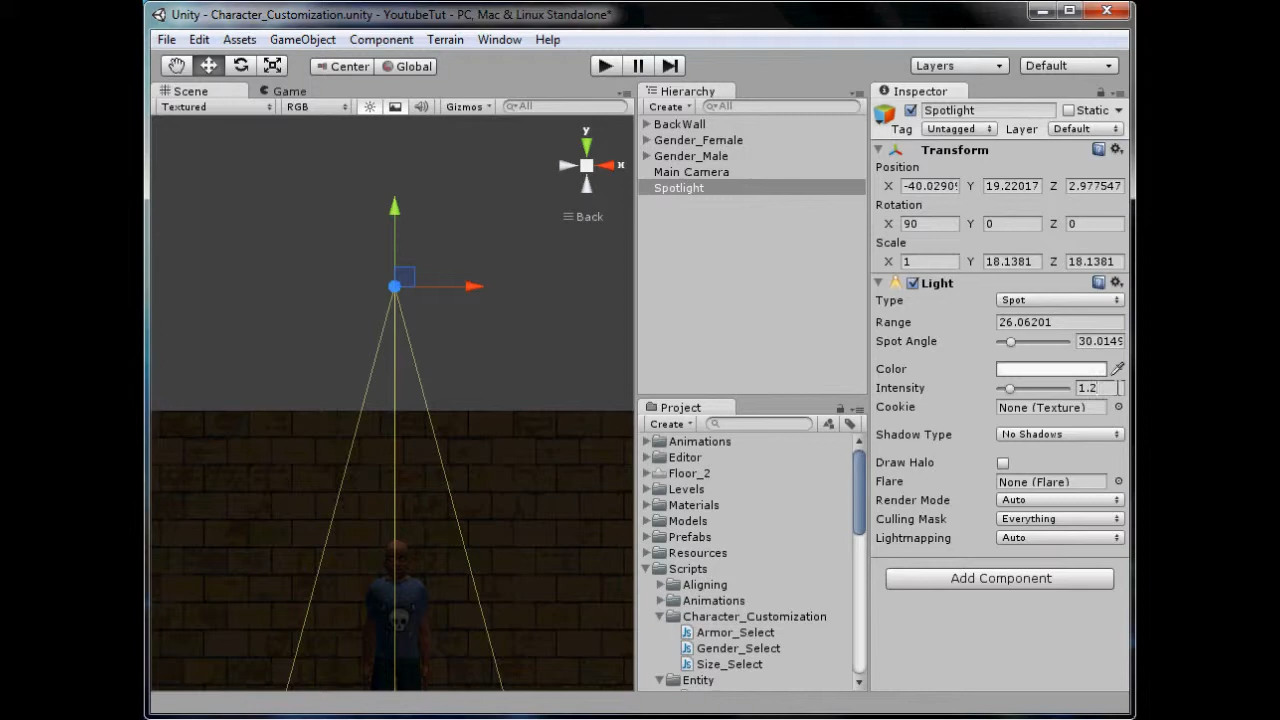 Unity - Character_Customization.unity - YoutubeTut - PC, Mac & Linux Standalone*
File Edit Assets GameObject Component Terrain Window Help
Center Global Layers Default
Scene Game
Textured RGB Gizmos All
y
x
Back
Hierarchy
Create All
BackWall
Gender_Female
Gender_Male
Main Camera
Spotlight
Project
Create
Animations
Editor
Floor_2
Levels
Materials
Models
Prefabs
Resources
Scripts
Aligning
Animations
Character_Customization
Armor_Select
Gender_Select
Size_Select
Entity
Inspector
Spotlight Static
Tag Untagged Layer Default
Transform
Position
X -40.0290 Y 19.22017 Z 2.977547
Rotation
X 90 Y 0 Z 0
Scale
X 1 Y 18.1381 Z 18.1381
Light
Type Spot
Range 26.06201
Spot Angle 30.0149
Color
Intensity 1.2
Cookie None (Texture)
Shadow Type No Shadows
Draw Halo
Flare None (Flare)
Render Mode Auto
Culling Mask Everything
Lightmapping Auto
Add Component